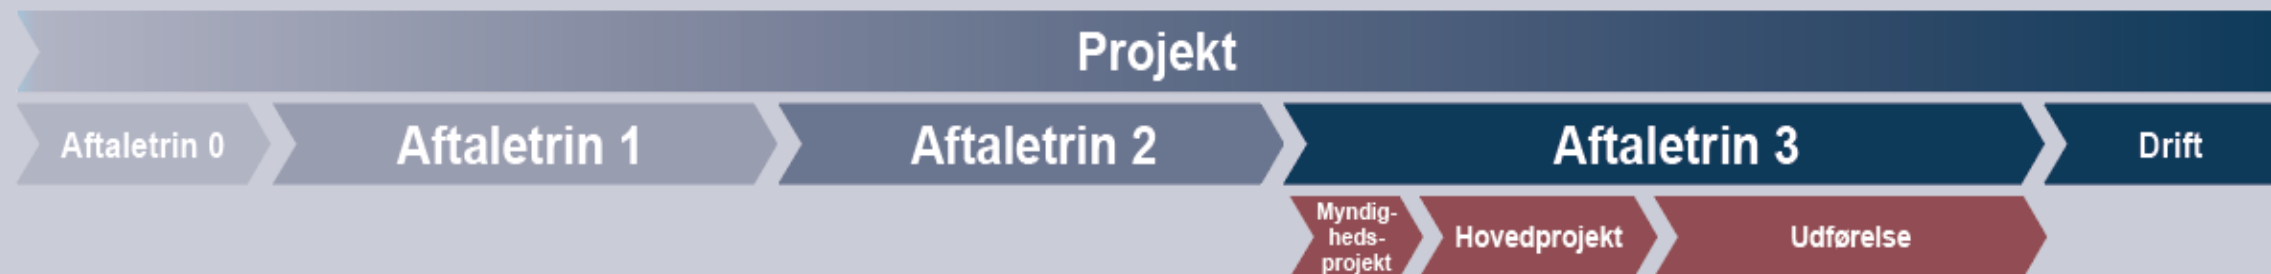 Projekt
Aftaletrin 0
Aftaletrin 1
Aftaletrin 2
Aftaletrin 3
Drift
Myndig-
heds-
projekt
Hovedprojekt
Udførelse